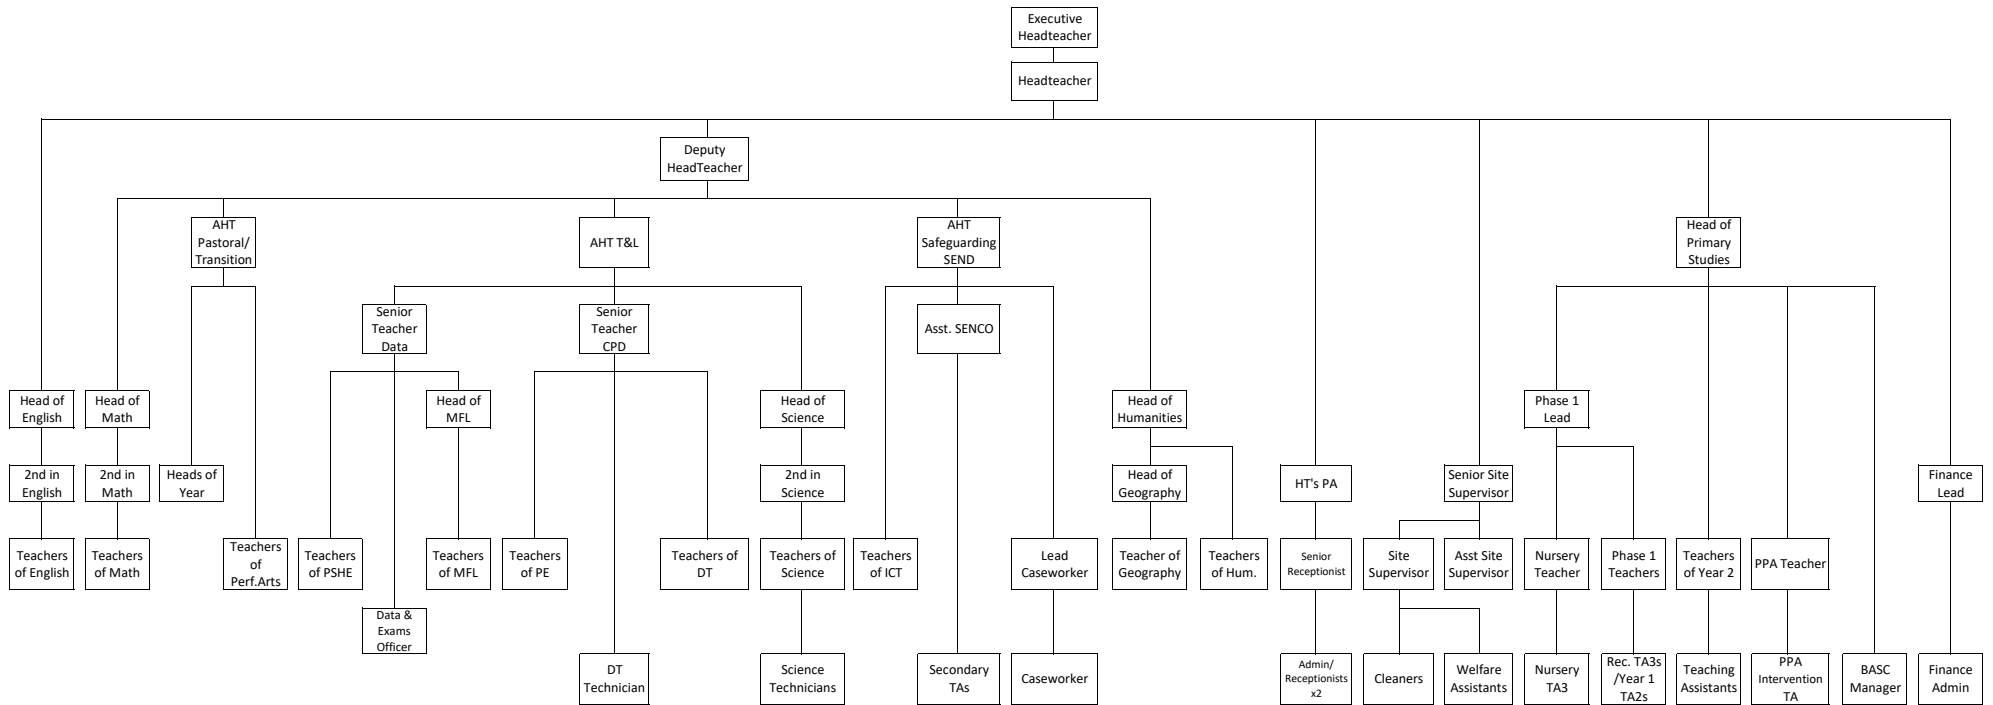 Executive
Headteacher
Headteacher
Deputy
HeadTeacher
AHT
Pastoral/
Transition
AHT T&L
AHT
Safeguarding
SEND
Head of
Primary
Studies
Senior
Teacher
Data
Senior
Teacher
CPD
Asst. SENCO
Head of
English
Head of
Math
Head of
MFL
Head of
Science
Head of
Humanities
Phase 1
Lead
2nd in
English
2nd in
Math
Heads of
Year
2nd in
Science
Head of
Geography
HT's PA
Senior Site
Supervisor
Finance
Lead
Teachers
of English
Teachers
of Math
Teachers
of
Perf.Arts
Teachers
of PSHE
Teachers
of MFL
Teachers
of PE
Teachers of
DT
Teachers of
Science
Teachers
of ICT
Lead
Caseworker
Teacher of
Geography
Teachers
of Hum.
Senior
Receptionist
Site
Supervisor
Asst Site
Supervisor
Nursery
Teacher
Phase 1
Teachers
Teachers
of Year 2
PPA Teacher
Data &
Exams
Officer
DT
Technician
Science
Technicians
Secondary
TAs
Caseworker
Admin/
Receptionists
x2
Cleaners
Welfare
Assistants
Nursery
TA3
Rec. TA3s
/Year 1
TA2s
Teaching
Assistants
PPA
Intervention
TA
BASC
Manager
Finance
Admin